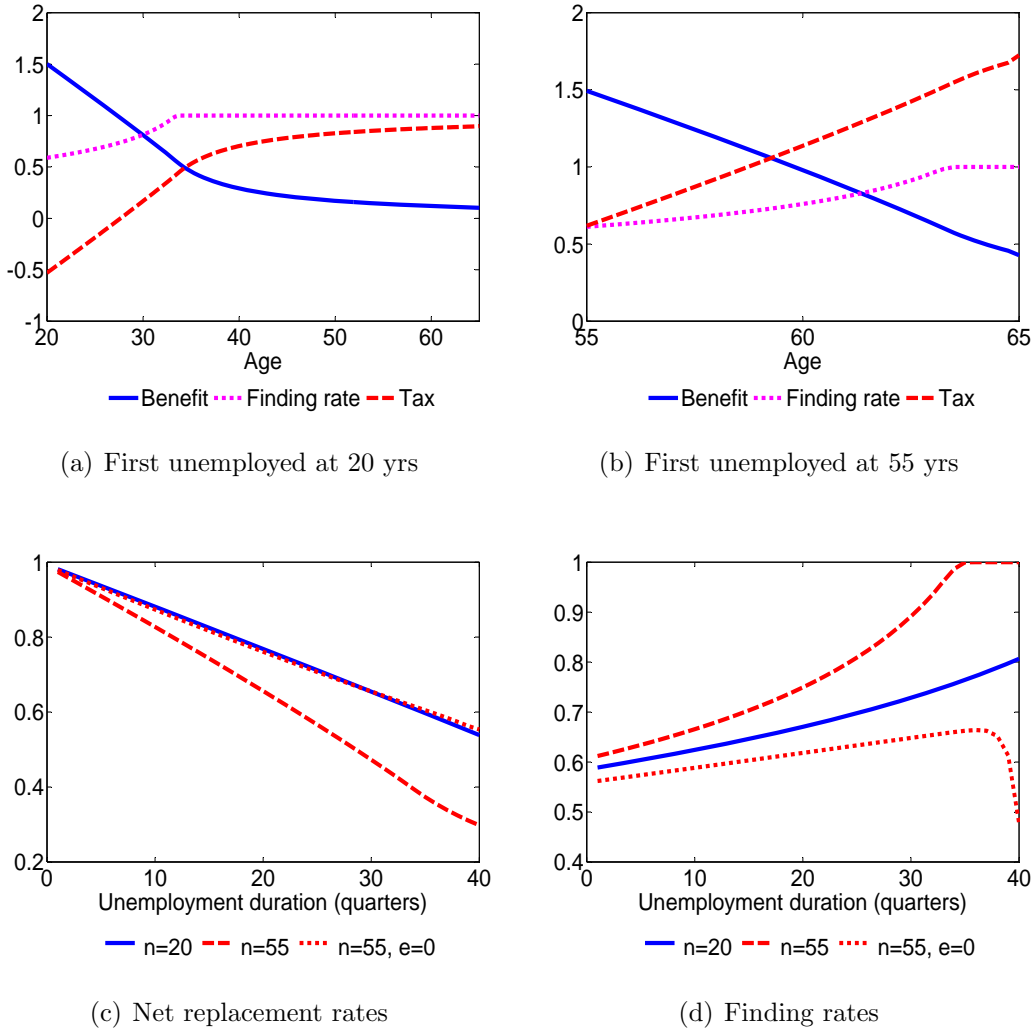 2
1.5
1
0.5
0
-0.5
-1
20 30 40 50 60
Age
Benefit Finding rate Tax
(a) First unemployed at 20 yrs
2
1.5
1
0.5
0
55 60 65
Age
Benefit Finding rate Tax
(b) First unemployed at 55 yrs
1
0.8
0.6
0.4
0.2
0 10 20 30 40
Unemployment duration (quarters)
n=20 n=55 n=55, e=0
(c) Net replacement rates
1
0.9
0.8
0.7
0.6
0.5
0.4
0 10 20 30 40
Unemployment duration (quarters)
n=20 n=55 n=55, e=0
(d) Finding rates